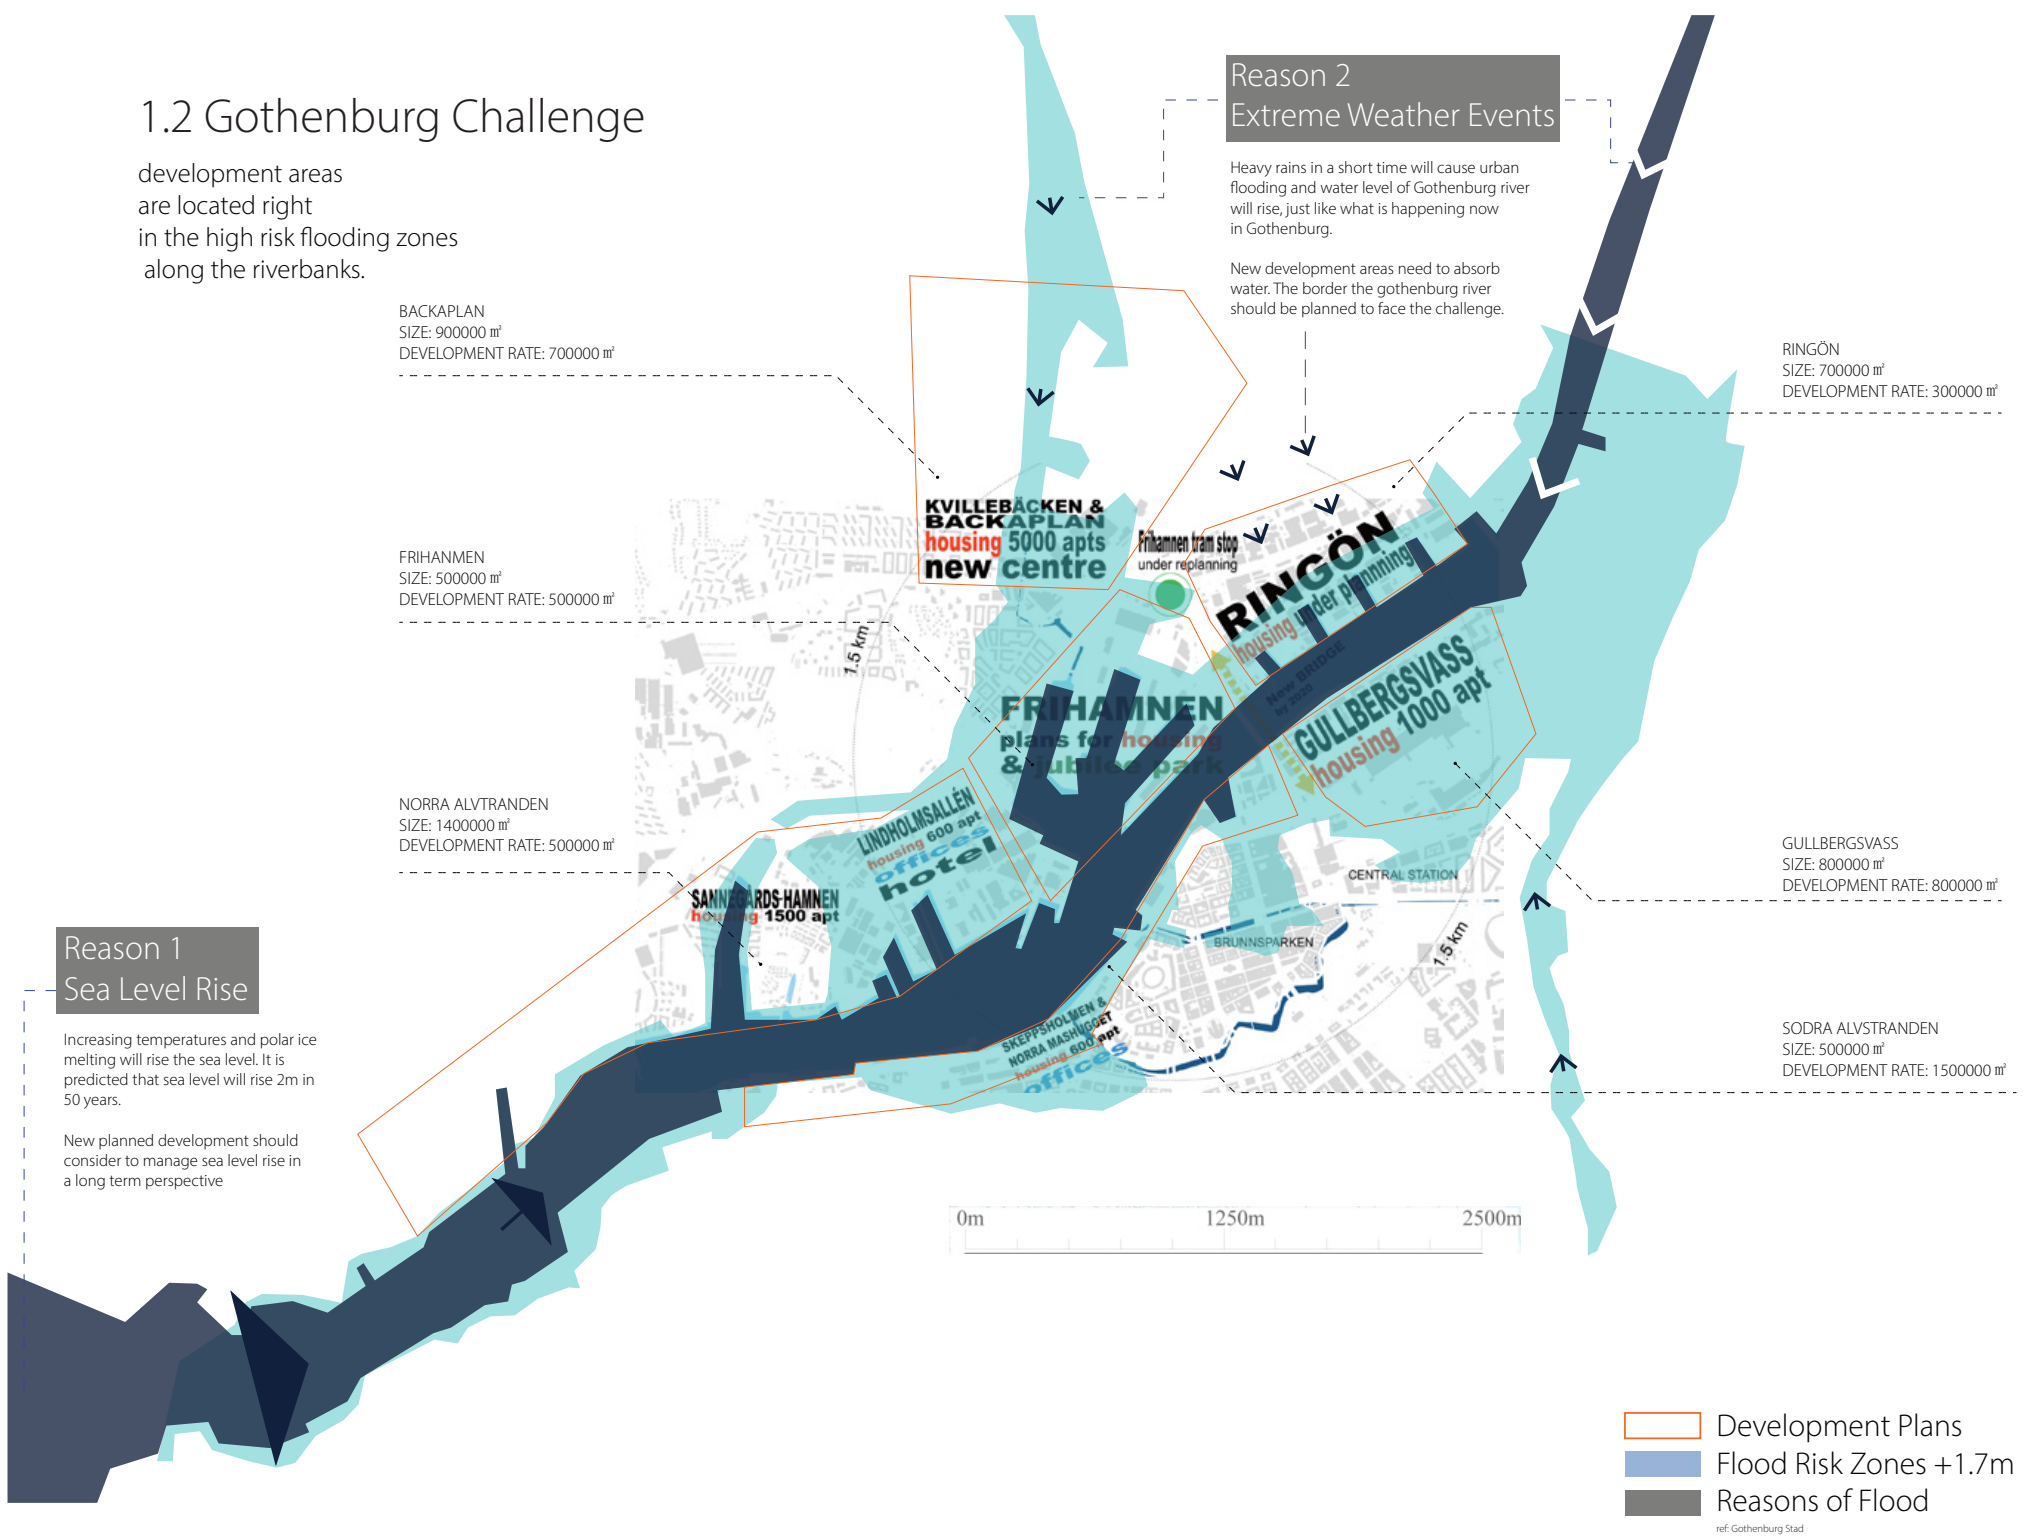 1.2 Gothenburg Challenge
development areas
are located right
in the high risk flooding zones
along the riverbanks.
Reason 2
Extreme Weather Events
Heavy rains in a short time will cause urban
flooding and water level of Gothenburg river
will rise, just like what is happening now
in Gothenburg.
New development areas need to absorb
water. The border the gothenburg river
should be planned to face the challenge.
BACKAPLAN
SIZE: 900000 ㎡
DEVELOPMENT RATE: 700000 ㎡
RINGÖN
SIZE: 700000 ㎡
DEVELOPMENT RATE: 300000 ㎡
FRIHANMEN
SIZE: 500000 ㎡
DEVELOPMENT RATE: 500000 ㎡
NORRA ALVTRANDEN
SIZE: 1400000 ㎡
DEVELOPMENT RATE: 500000 ㎡
GULLBERGSVASS
SIZE: 800000 ㎡
DEVELOPMENT RATE: 800000 ㎡
SODRA ALVSTRANDEN
SIZE: 500000 ㎡
DEVELOPMENT RATE: 1500000 ㎡
KVILLEBÄCKEN &
BACKAPLAN
housing 5000 apts
new centre
Frihamnen tram stop
under replanning
RINGÖN
housing under plannning
New BRIDGE
by 2020
GULLBERGSVASS
housing 1000 apt
1.5 km
FRIHAMNEN
plans for housing
& jubilee park
LINDHOLMSALLÉN
housing 600 apt
offices
hotel
SANNEGÅRDS-HAMNEN
housing 1500 apt
CENTRAL STATION
BRUNNSPARKEN
1.5 km
SKEPPSHOLMEN &
NORRA MASHUGGET
housing 600 apt
offices
Reason 1
Sea Level Rise
Increasing temperatures and polar ice
melting will rise the sea level. It is
predicted that sea level will rise 2m in
50 years.
New planned development should
consider to manage sea level rise in
a long term perspective
0m 1250m 2500m
Development Plans
Flood Risk Zones +1.7m
Reasons of Flood
ref: Gothenburg Stad